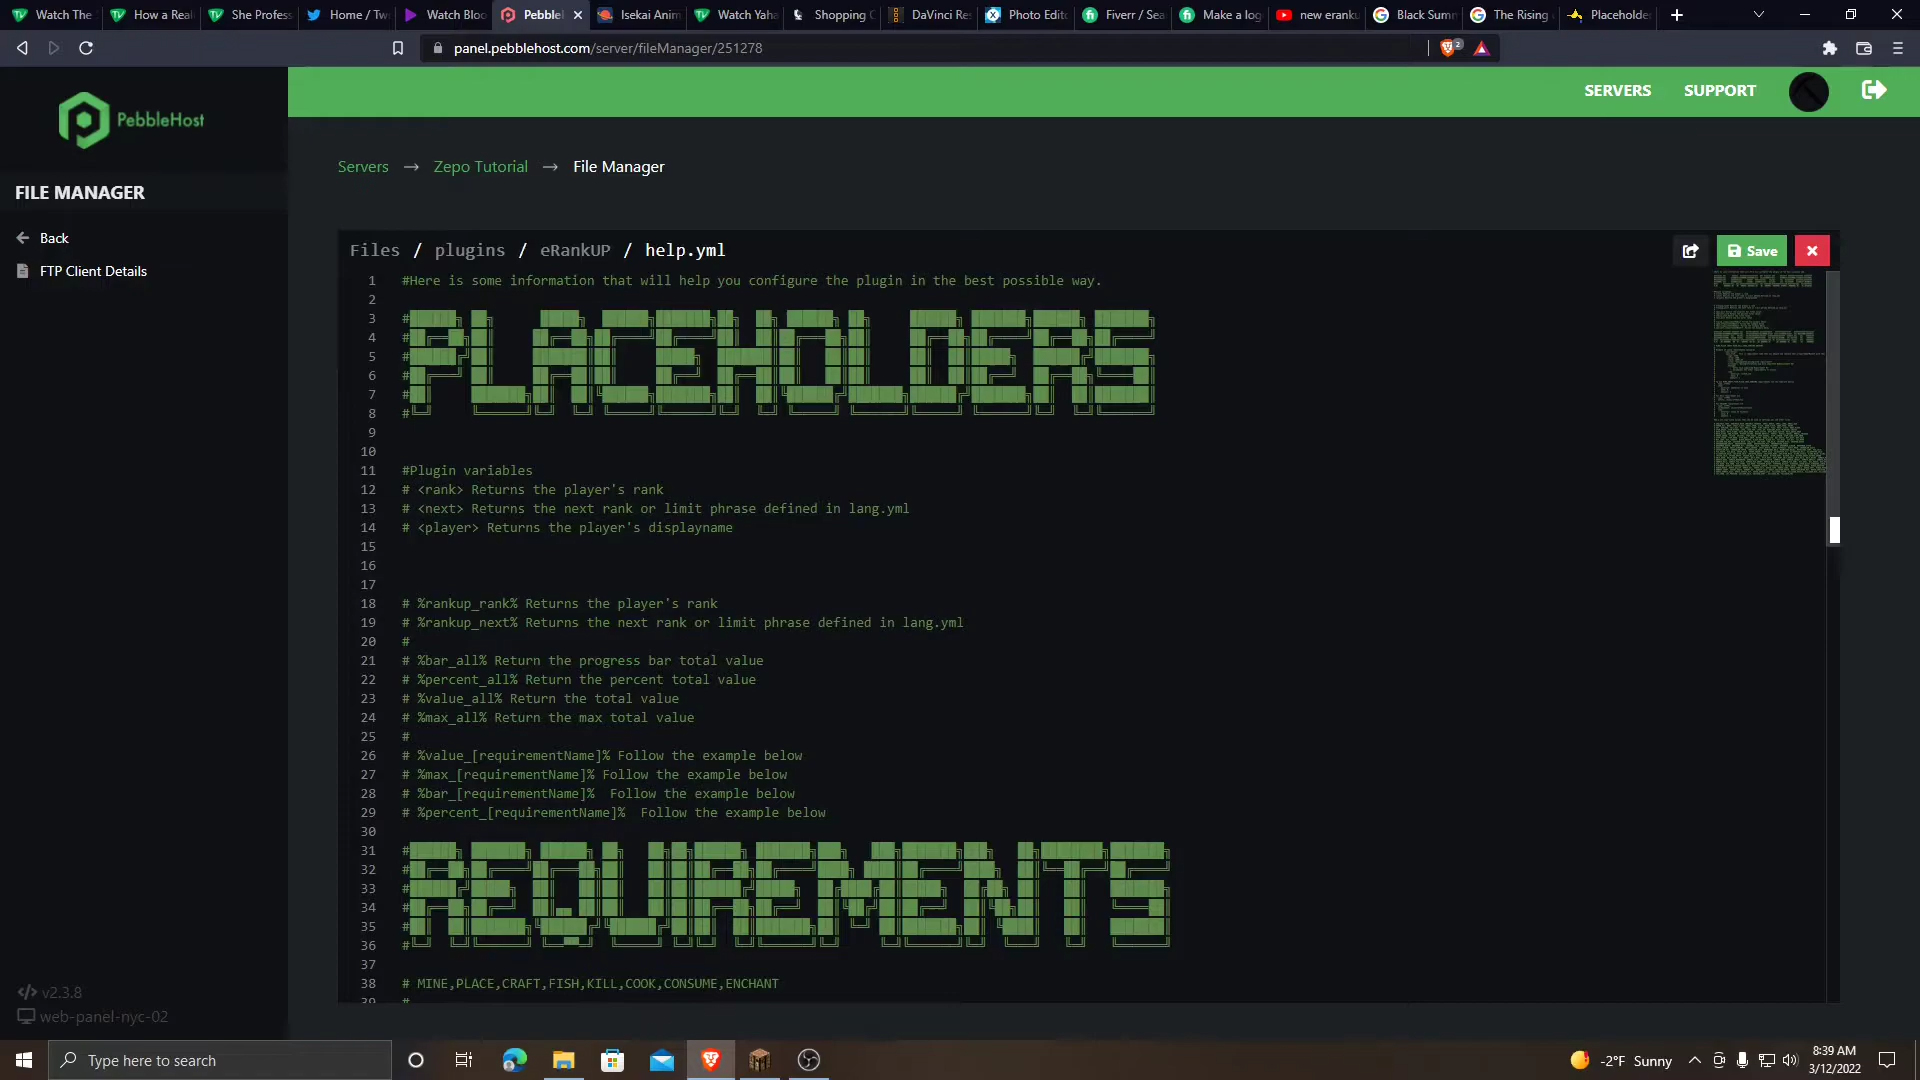 Watch The
How a Rea
She Profess
Home / Tw
Watch Bloo
Pebble
Isekai Anim
Watch Yaha
Shopping C
DaVinci Res
Photo Edito
Fiverr / Sea
Make a log
new eranku
Black Summ
The Rising
Placeholder
panel.pebblehost.com/server/fileManager/251278
PebbleHost
SERVERS
SUPPORT
Servers → Zepo Tutorial → File Manager
FILE MANAGER
Back
FTP Client Details
Files / plugins / eRankUP / help.yml
Save
1 #Here is some information that will help you configure the plugin in the best possible way.
2
3 #
4 #
5 # PLACEHOLDERS
6 #
7 #
8 #
9
10
11 #Plugin variables
12 # <rank> Returns the player's rank
13 # <next> Returns the next rank or limit phrase defined in lang.yml
14 # <player> Returns the player's displayname
15
16
17
18 # %rankup_rank% Returns the player's rank
19 # %rankup_next% Returns the next rank or limit phrase defined in lang.yml
20 #
21 # %bar_all% Return the progress bar total value
22 # %percent_all% Return the percent total value
23 # %value_all% Return the total value
24 # %max_all% Return the max total value
25 #
26 # %value_[requirementName]% Follow the example below
27 # %max_[requirementName]% Follow the example below
28 # %bar_[requirementName]%  Follow the example below
29 # %percent_[requirementName]%  Follow the example below
30
31 #
32 #
33 # REQUIREMENTS
34 #
35 #
36 #
37
38 # MINE,PLACE,CRAFT,FISH,KILL,COOK,CONSUME,ENCHANT
39 #
v2.3.8
web-panel-nyc-02
Type here to search
-2°F Sunny
8:39 AM
3/12/2022